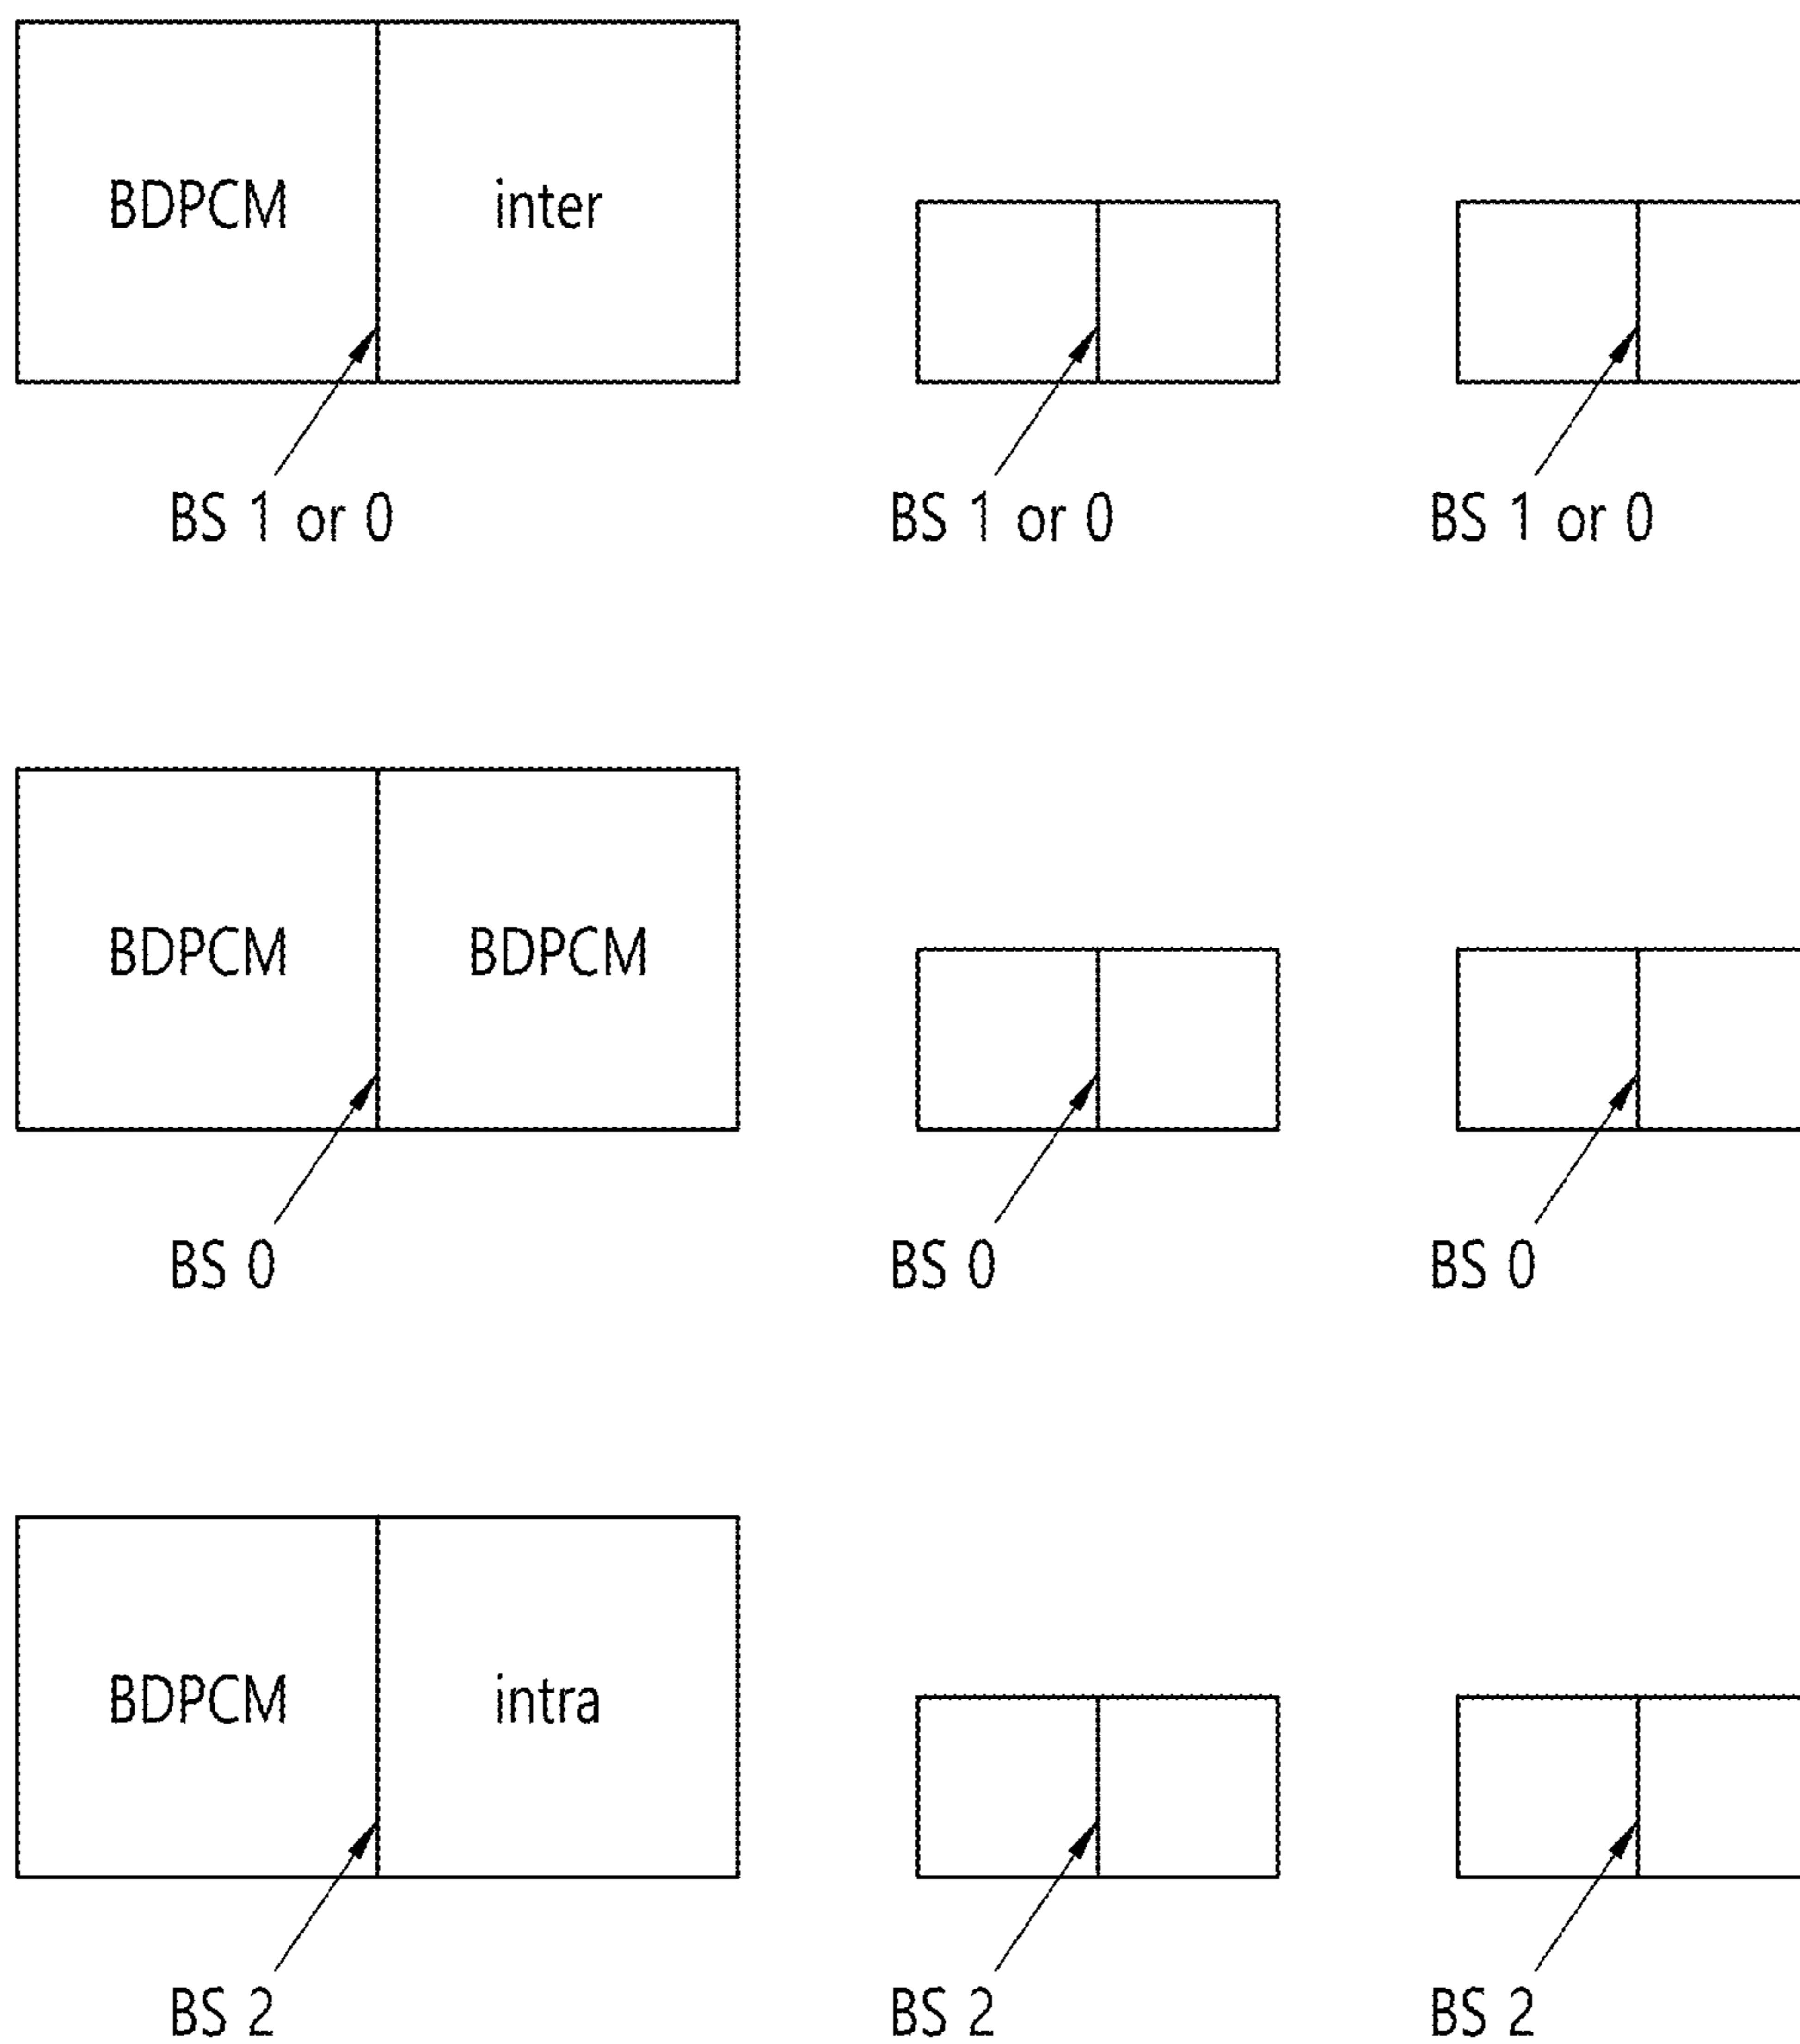 BDPCM inter
BS 1 or 0 BS 1 or 0 BS 1 or 0
BDPCM BDPCM
BS 0 BS 0 BS 0
BDPCM intra
BS 2 BS 2 BS 2